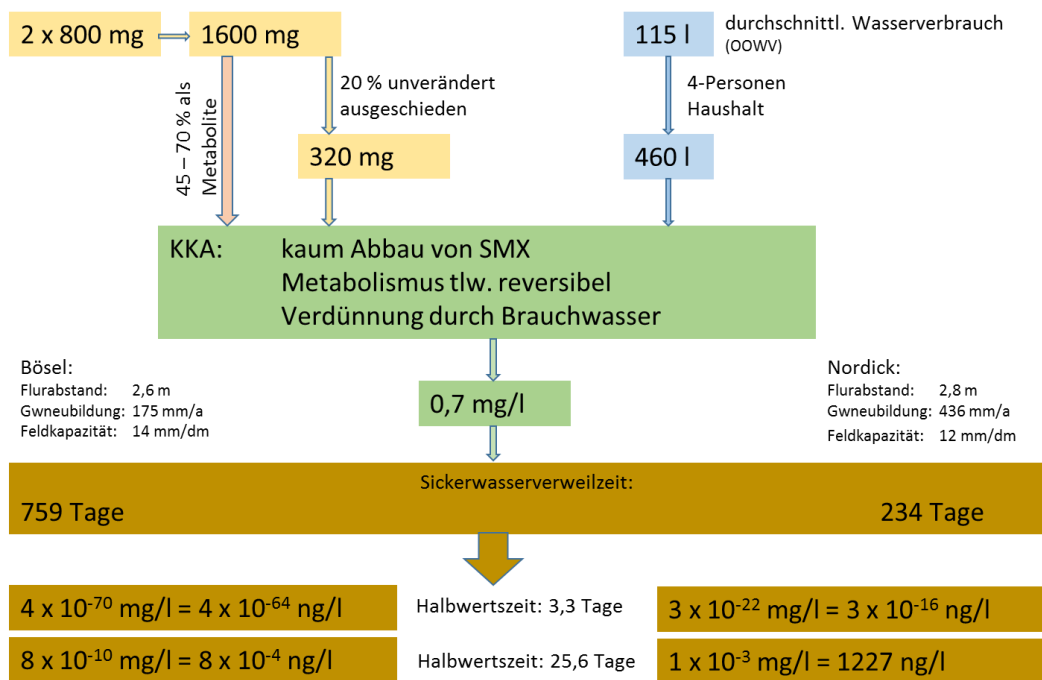 2 x 800 mg
1600 mg
115 l
durchschnittl. Wasserverbrauch
(OOWV)
45 – 70 % als
Metabolite
20 % unverändert
ausgeschieden
4-Personen
Haushalt
320 mg
460 l
KKA: kaum Abbau von SMX
Metabolismus tlw. reversibel
Verdünnung durch Brauchwasser
Bösel:
Flurabstand: 2,6 m
Gwneubildung: 175 mm/a
Feldkapazität: 14 mm/dm
0,7 mg/l
Nordick:
Flurabstand: 2,8 m
Gwneubildung: 436 mm/a
Feldkapazität: 12 mm/dm
Sickerwasserverweilzeit:
759 Tage
234 Tage
4 x 10⁻⁷⁰ mg/l = 4 x 10⁻⁶⁴ ng/l
Halbwertszeit: 3,3 Tage
3 x 10⁻²² mg/l = 3 x 10⁻¹⁶ ng/l
8 x 10⁻¹⁰ mg/l = 8 x 10⁻⁴ ng/l
Halbwertszeit: 25,6 Tage
1 x 10⁻³ mg/l = 1227 ng/l